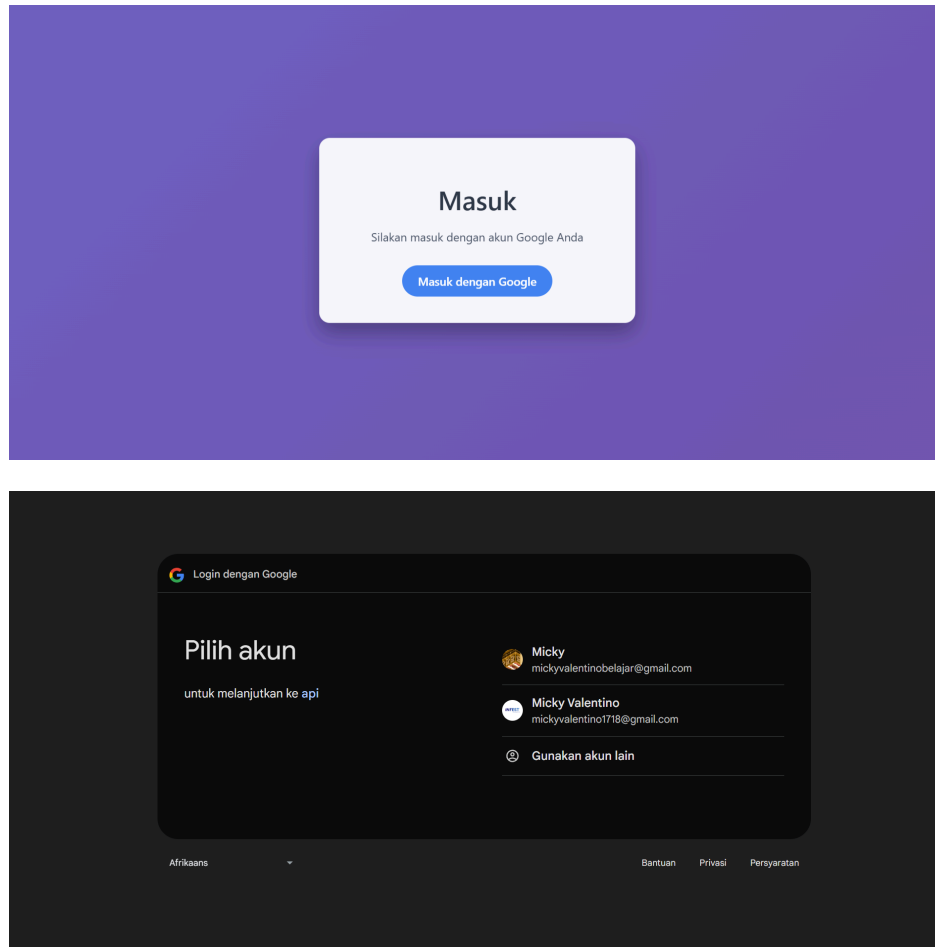 Masuk
Silakan masuk dengan akun Google Anda
Masuk dengan Google
Login dengan Google
Pilih akun
untuk melanjutkan ke api
Micky
mickyvalentinobelajar@gmail.com
Micky Valentino
mickyvalentino1718@gmail.com
Gunakan akun lain
Afrikaans
Bantuan Privasi Persyaratan